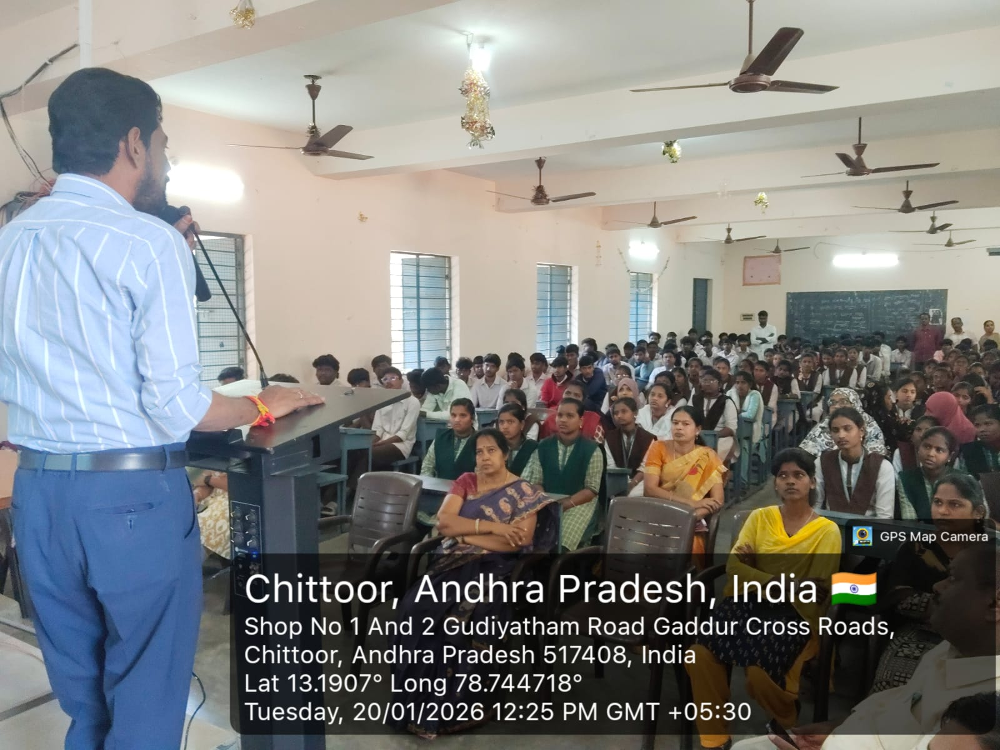 GPS Map Camera
Chittoor, Andhra Pradesh, India
Shop No 1 And 2 Gudiyatham Road Gaddur Cross Roads,
Chittoor, Andhra Pradesh 517408, India
Lat 13.1907° Long 78.744718°
Tuesday, 20/01/2026 12:25 PM GMT +05:30